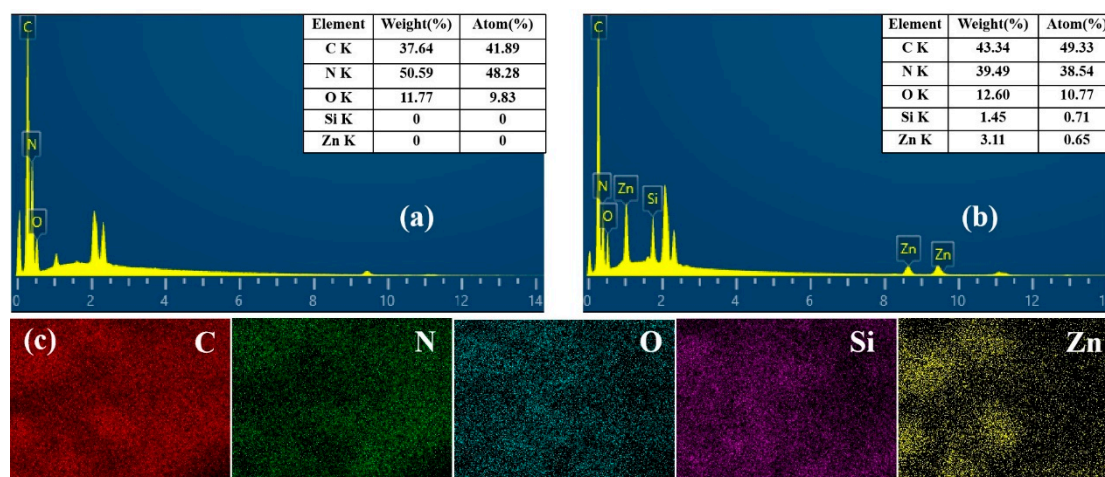 Element Weight(%) Atom(%)
C K 37.64 41.89
N K 50.59 48.28
O K 11.77 9.83
Si K 0 0
Zn K 0 0
C
N
O
(a)
0 2 4 6 8 10 12 14
Element Weight(%) Atom(%)
C K 43.34 49.33
N K 39.49 38.54
O K 12.60 10.77
Si K 1.45 0.71
Zn K 3.11 0.65
C
N Zn Si
O
(b)
Zn Zn
0 2 4 6 8 10 12
(c) C N O Si Zn